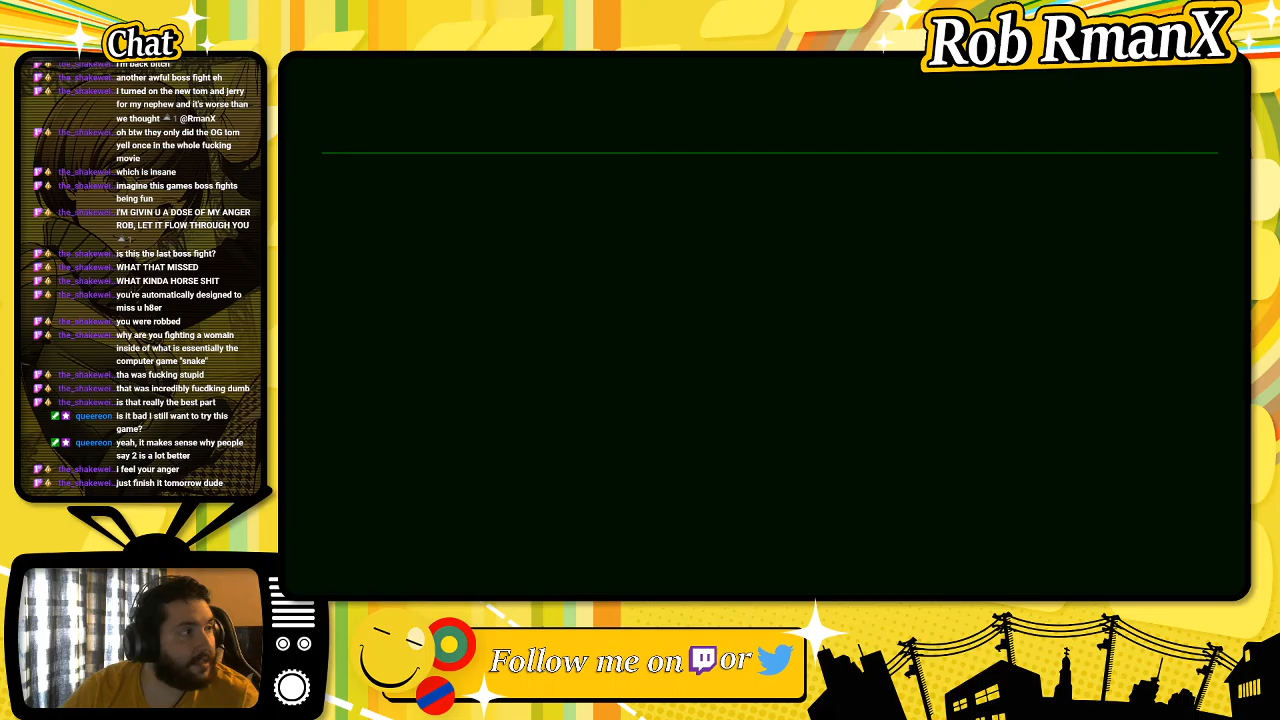 Chat
Rob RmanX
I'm back bitch
the_shakewei.. another awful boss fight eh
the_shakewei.. I turned on the new tom and jerry
for my nephew and it's worse than
we thought 1 @RmanX
the_shakewei.. oh btw they only did the OG tom
yell once in the whole fucking
movie
the_shakewei.. which is insane
the_shakewei.. imagine this games boss fights
being fun
the_shakewei.. I'M GIVIN U A DOSE OF MY ANGER
ROB, LET IT FLOW THROUGH YOU
1
the_shakewei.. is this the last boss fight?
the_shakewei.. WHAT THAT MISSED
the_shakewei.. WHAT KINDA HORSE SHIT
the_shakewei.. you're automatically designed to
miss u h8er
the_shakewei.. you were robbed
the_shakewei.. why are you fighting a womain
inside of what is essentially the
computer game "snake"
the_shakewei.. tha was fucking stupid
the_shakewei.. that was incredibly fucdking dumb
the_shakewei.. is that really the best part
queereon is it bad I still want to try this
game?
queereon yeah, it makes sense why people
say 2 is a lot better
the_shakewei.. I feel your anger
the_shakewei.. just finish it tomorrow dude
Follow me on or